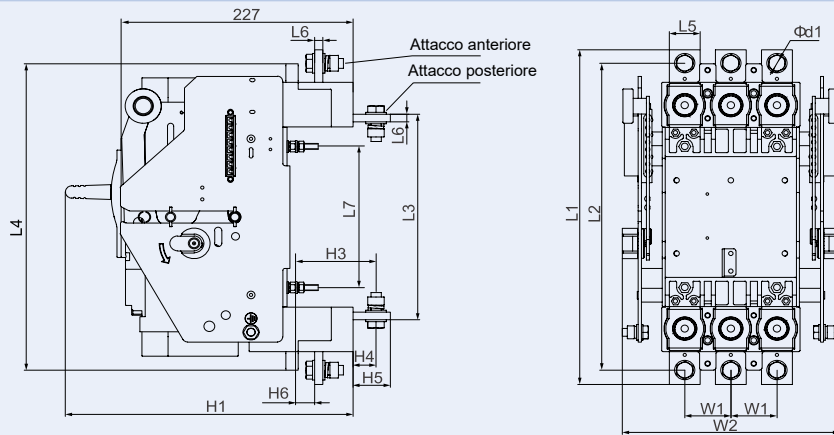 227
L6
Attacco anteriore
Attacco posteriore
L6
L4
L7
L3
H3
H4
H5
H6
H1
L5
Φd1
L1
L2
W1
W1
W2